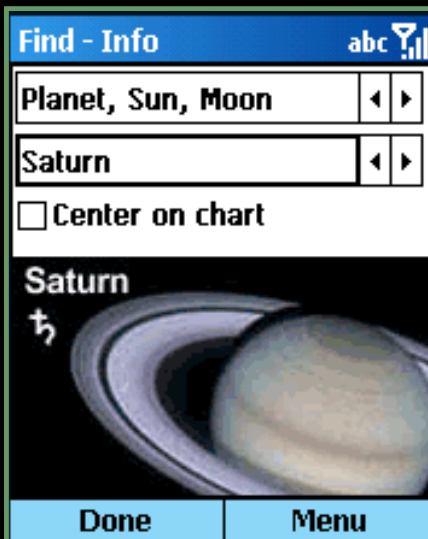 Find - Info abc
Planet, Sun, Moon
Saturn
Center on chart
Saturn
♄
Done Menu